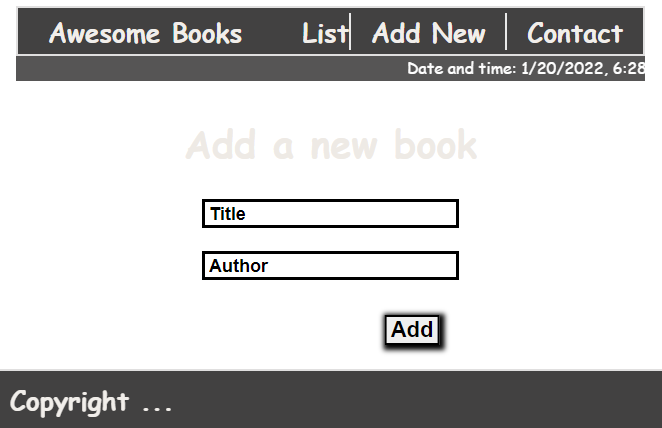 Awesome Books List Add New Contact
Date and time: 1/20/2022, 6:28
Add a new book
Title
Author
Add
Copyright ...